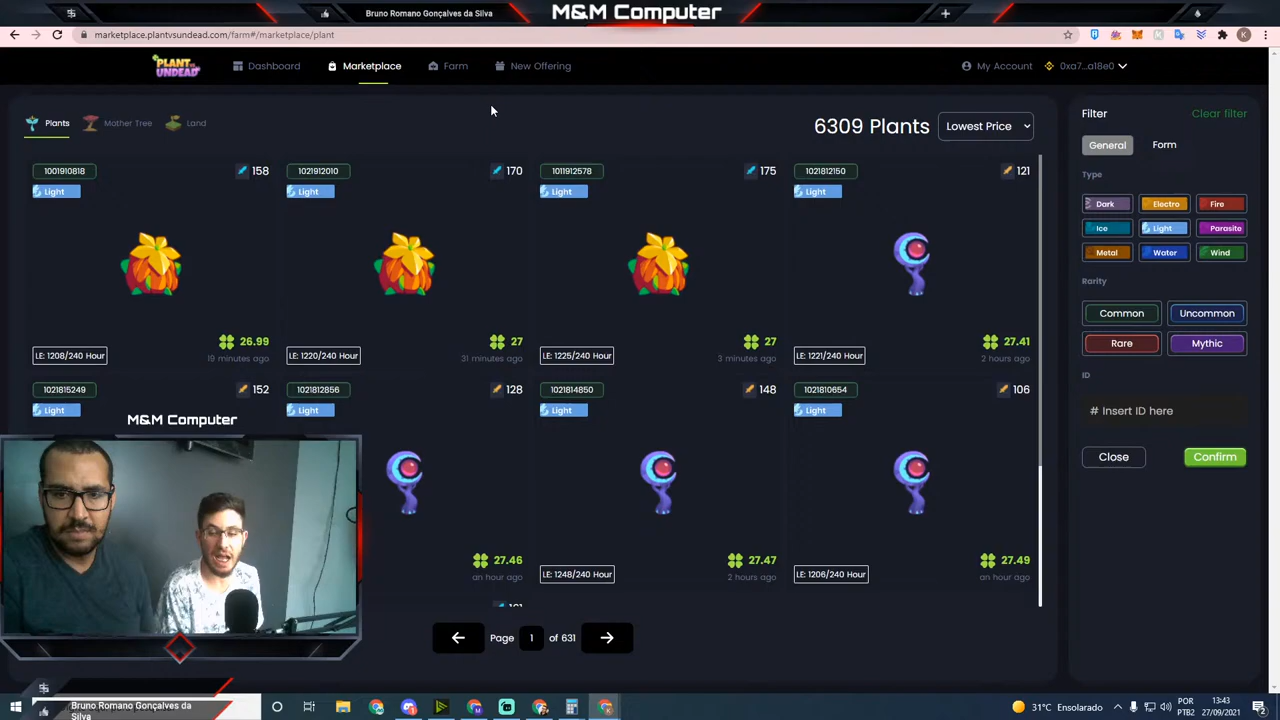 Bruno Romano Gonçalves da Silva
M&M Computer
marketplace.plantvsundead.com/farm#/marketplace/plant
K
PLANT VS UNDEAD
Dashboard
Marketplace
Farm
New Offering
My Account
0xa7...a18e0
Plants
Mother Tree
Land
6309 Plants
Lowest Price
Filter
Clear filter
General
Form
Type
Dark
Electro
Fire
Ice
Light
Parasite
Metal
Water
Wind
Rarity
Common
Uncommon
Rare
Mythic
ID
# Insert ID here
Close
Confirm
1001910818
158
Light
26.99
LE: 1208/240 Hour
19 minutes ago
1021912010
170
Light
27
LE: 1220/240 Hour
31 minutes ago
1011912578
175
Light
27
LE: 1225/240 Hour
3 minutes ago
1021812150
121
Light
27.41
LE: 1221/240 Hour
2 hours ago
1021815249
152
Light
1021812856
128
Light
27.46
an hour ago
1021814850
148
Light
27.47
LE: 1248/240 Hour
2 hours ago
1021810654
106
Light
27.49
LE: 1206/240 Hour
an hour ago
M&M Computer
Page 1 of 631
Bruno Romano Gonçalves da
Silva
31°C Ensolarado
POR
PTB2
13:43
27/09/2021
2